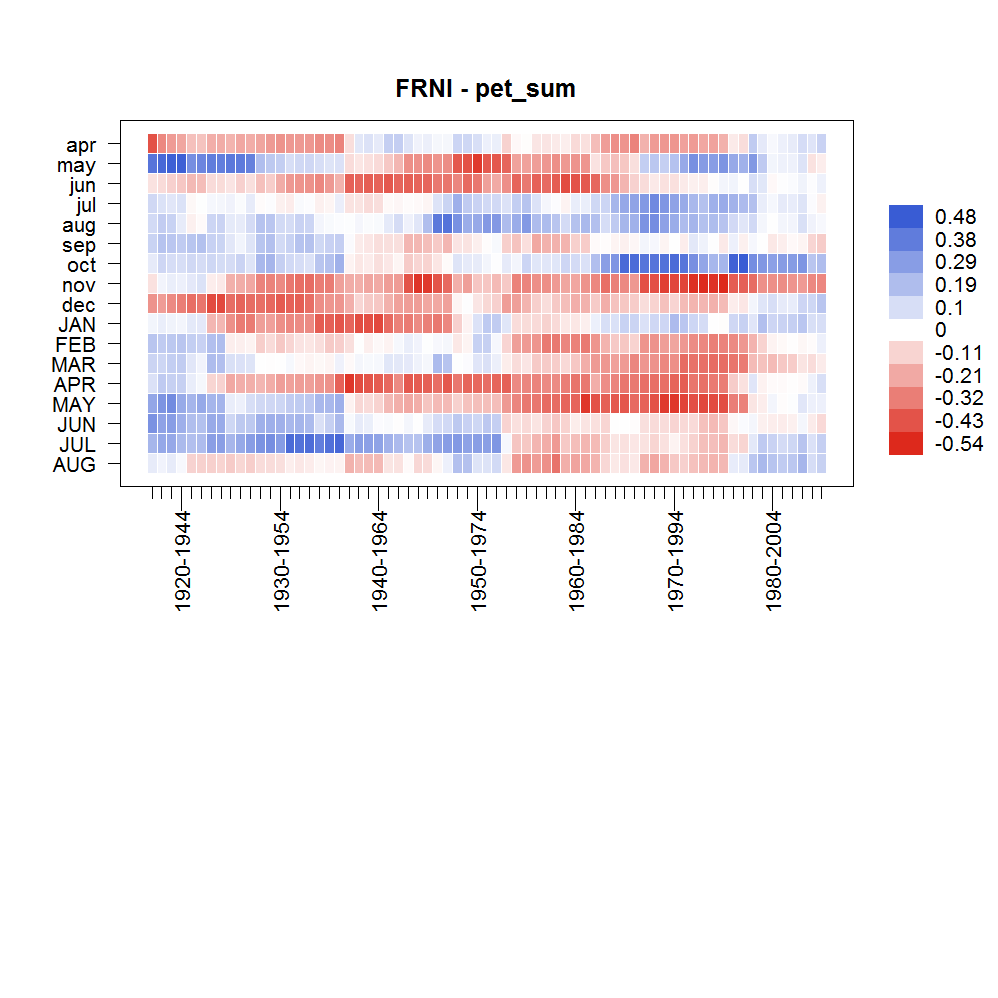 FRNI - pet_sum
apr
may
jun
jul
aug
sep
oct
nov
dec
JAN
FEB
MAR
APR
MAY
JUN
JUL
AUG
1920-1944
1930-1954
1940-1964
1950-1974
1960-1984
1970-1994
1980-2004
0.48
0.38
0.29
0.19
0.1
0
-0.11
-0.21
-0.32
-0.43
-0.54